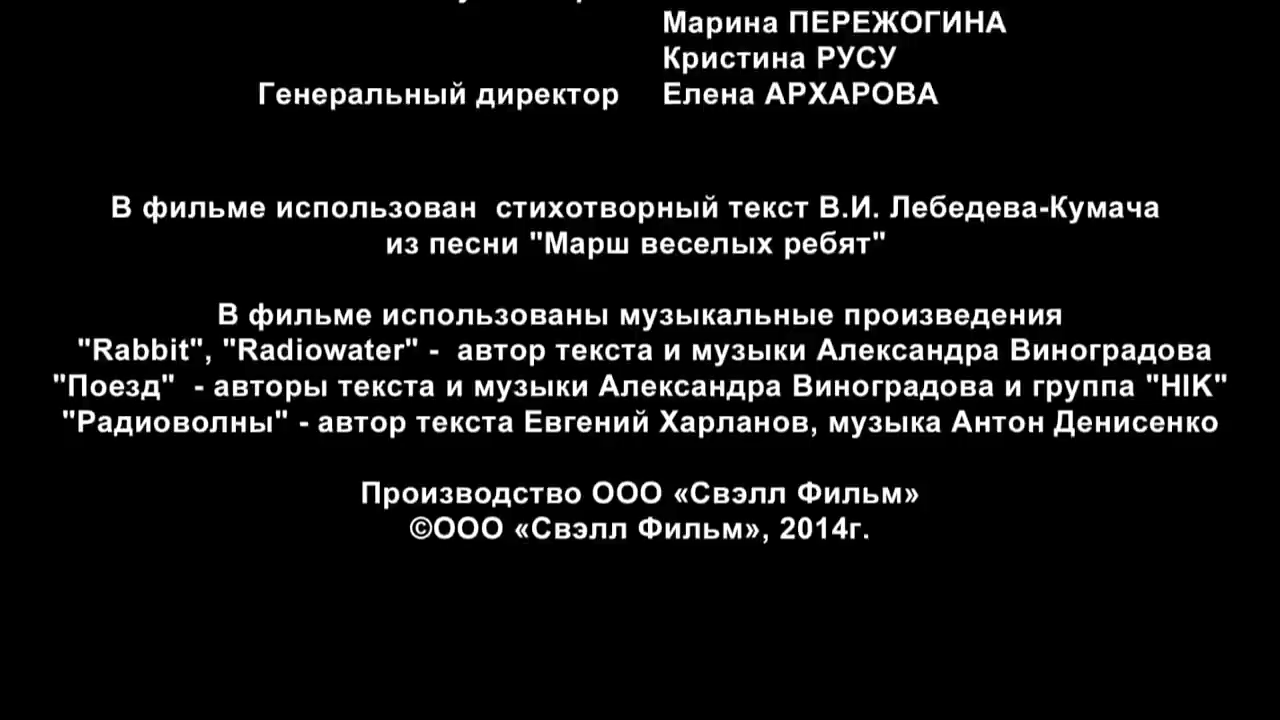 Марина ПЕРЕЖОГИНА
Кристина РУСУ
Генеральный директор Елена АРХАРОВА
В фильме использован стихотворный текст В.И. Лебедева-Кумача
из песни "Марш веселых ребят"
В фильме использованы музыкальные произведения
"Rabbit", "Radiowater" - автор текста и музыки Александра Виноградова
"Поезд" - авторы текста и музыки Александра Виноградова и группа "HIK"
"Радиоволны" - автор текста Евгений Харланов, музыка Антон Денисенко
Производство ООО «Свэлл Фильм»
©ООО «Свэлл Фильм», 2014г.